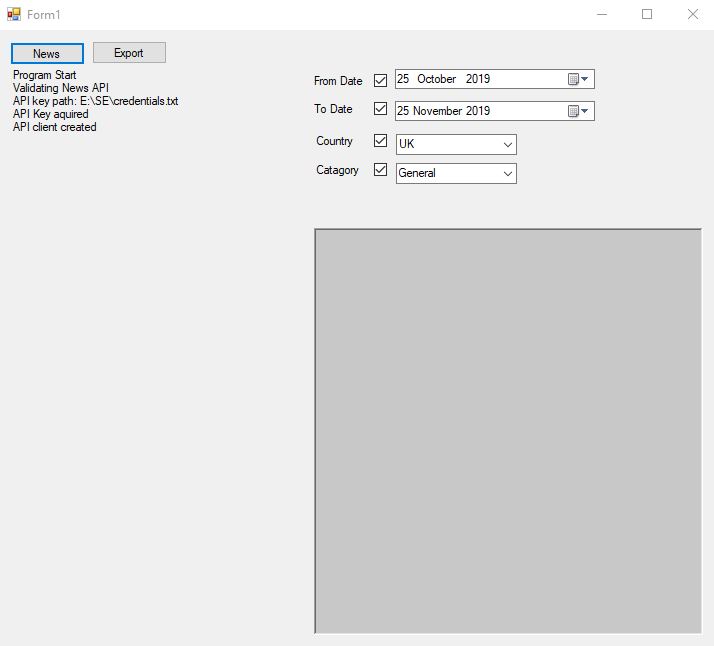 Form1
News
Export
Program Start
Validating News API
API key path: E:\SE\credentials.txt
API Key aquired
API client created
From Date
25 October 2019
To Date
25 November 2019
Country
UK
Catagory
General